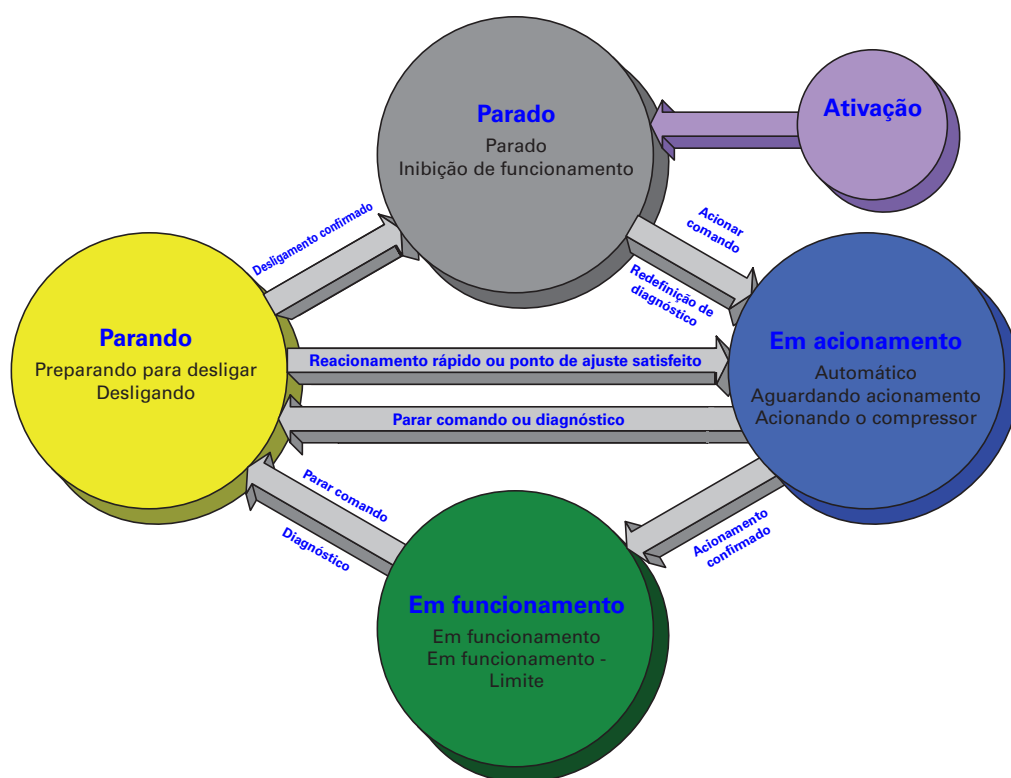 Parado
Parado
Inibição de funcionamento
Ativação
Desligamento confirmado
Acionar
comando
Redefinição de
diagnóstico
Parando
Preparando para desligar
Desligando
Reacionamento rápido ou ponto de ajuste satisfeito
Parar comando ou diagnóstico
Em acionamento
Automático
Aguardando acionamento
Acionando o compressor
Parar comando
Diagnóstico
Acionamento
confirmado
Em funcionamento
Em funcionamento
Em funcionamento -
Limite